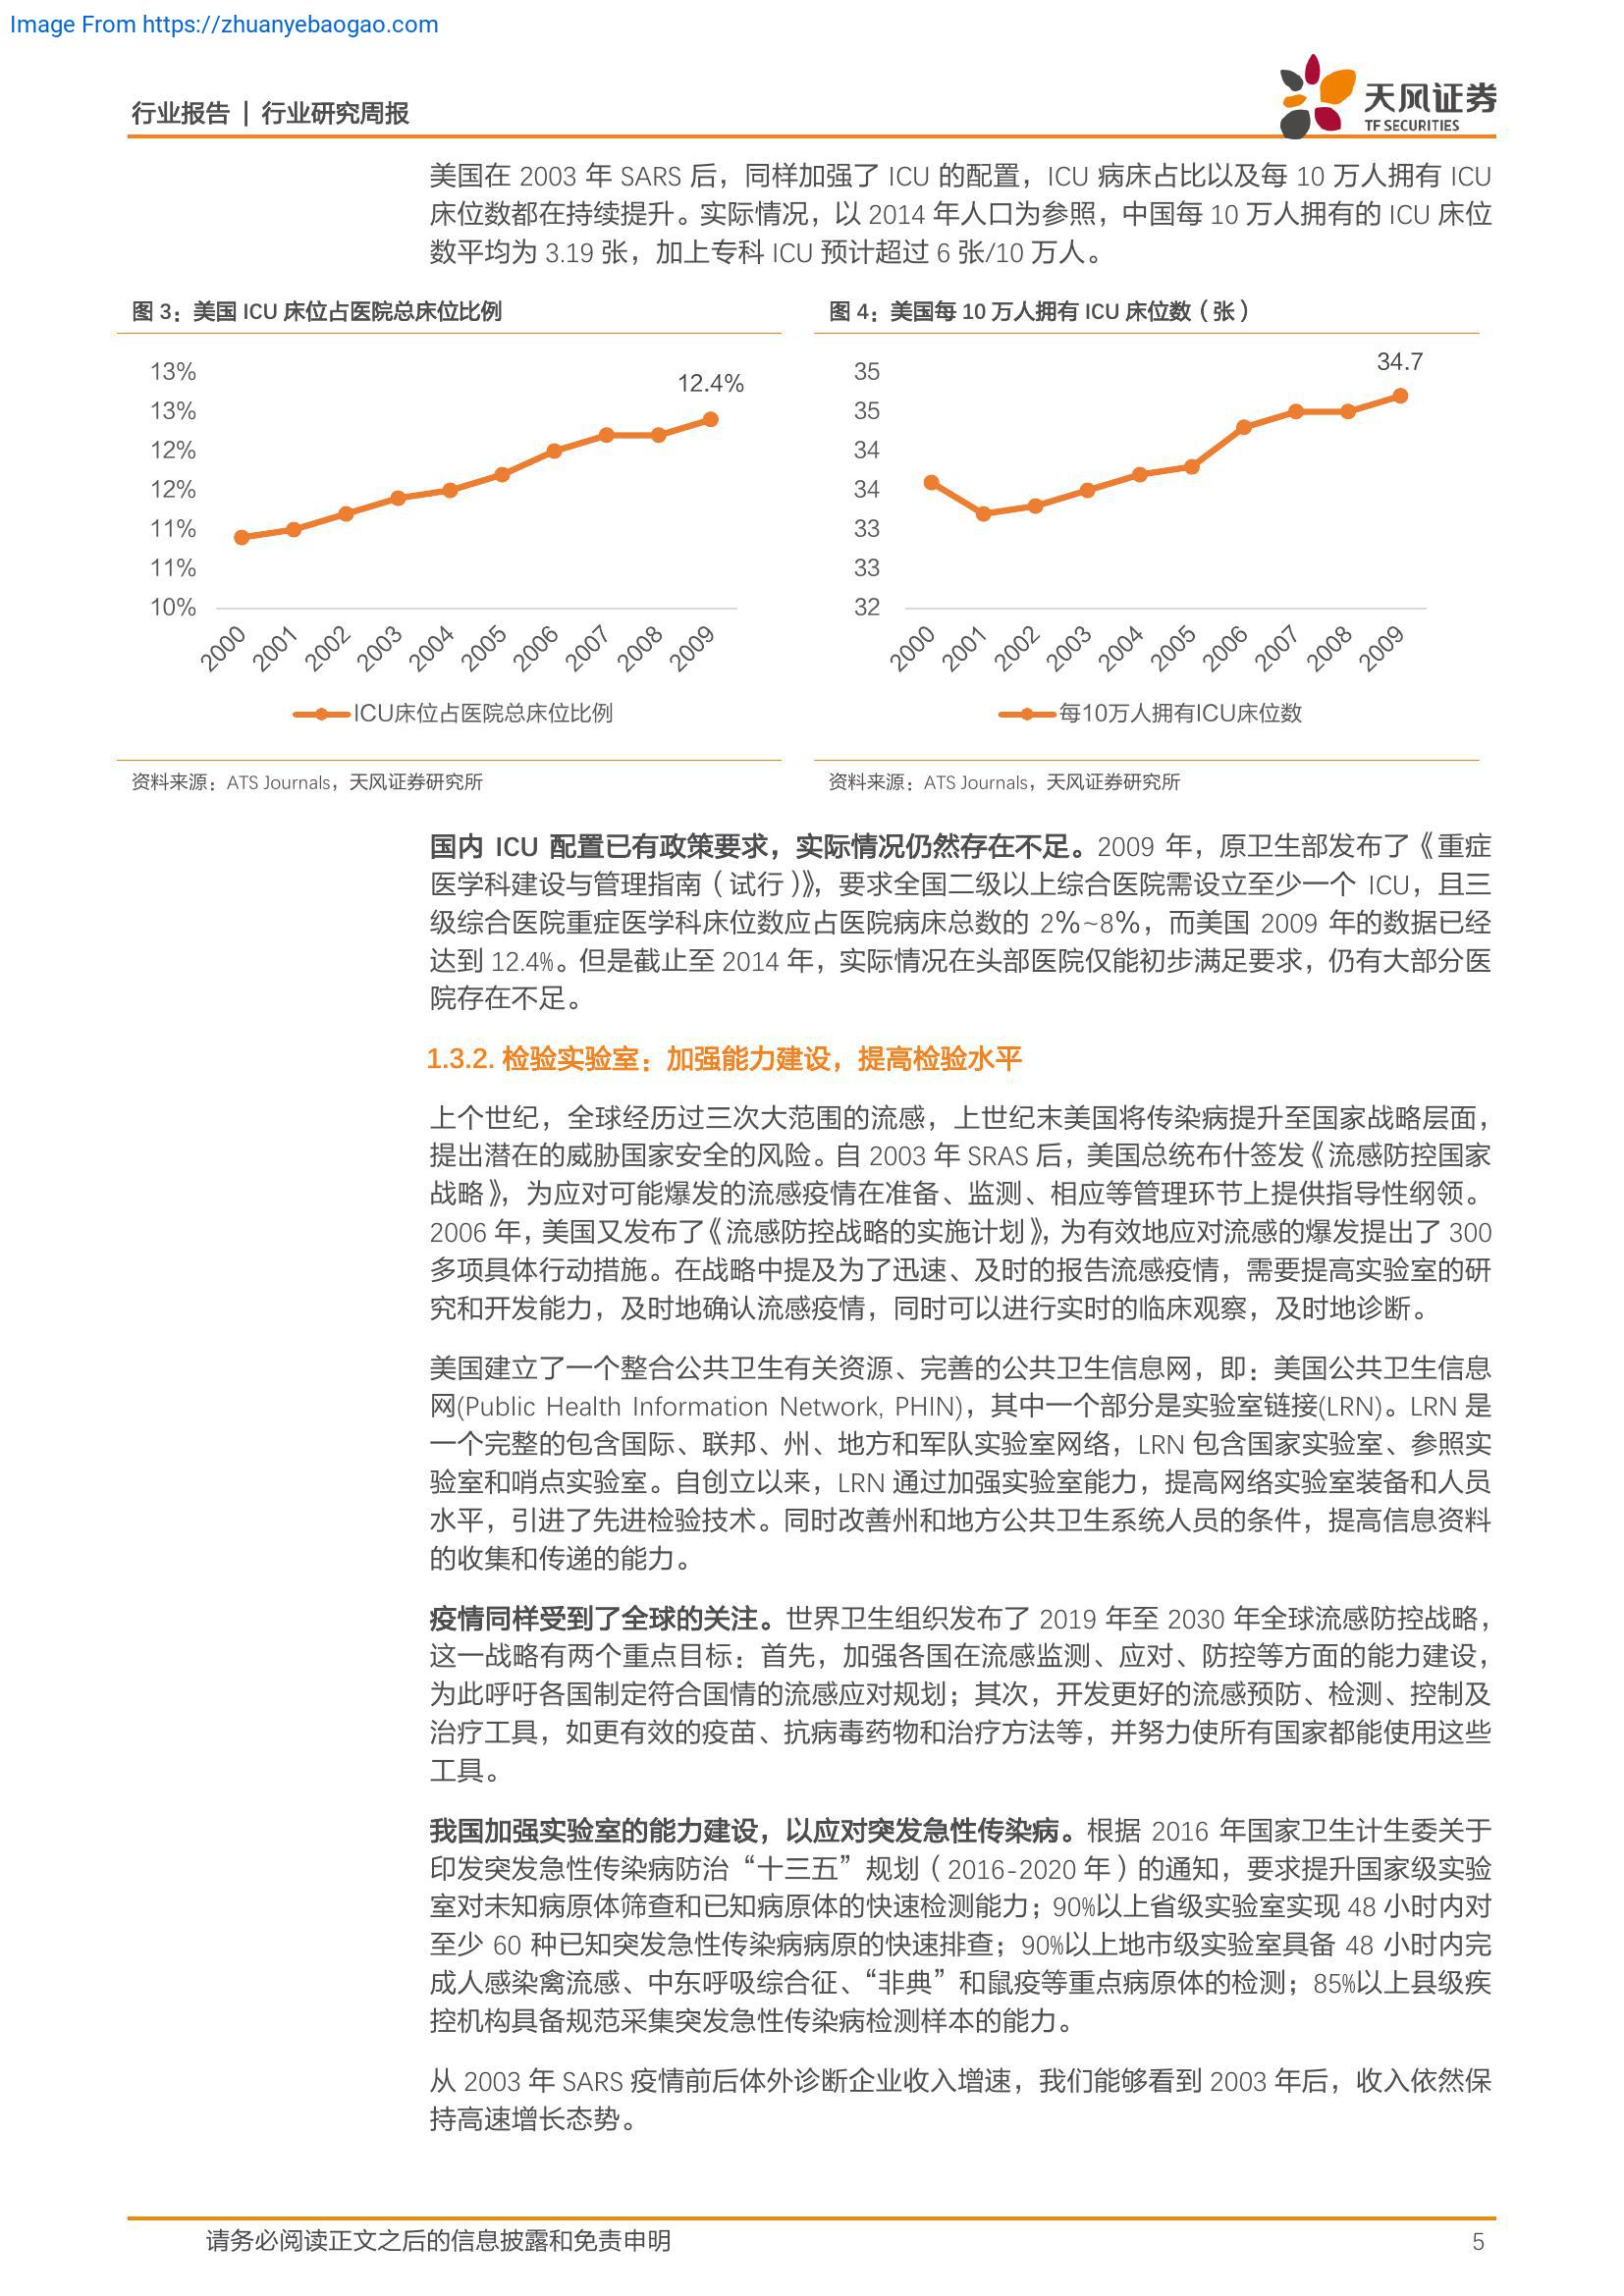 Image From https://zhuanyebaogao.com
行业报告 | 行业研究周报
天风证券
TF SECURITIES
美国在 2003 年 SARS 后，同样加强了 ICU 的配置，ICU 病床占比以及每 10 万人拥有 ICU
床位数都在持续提升。实际情况，以 2014 年人口为参照，中国每 10 万人拥有的 ICU 床位
数平均为 3.19 张，加上专科 ICU 预计超过 6 张/10 万人。
图 3：美国 ICU 床位占医院总床位比例
13%
13%
12%
12%
11%
11%
10%
12.4%
2000 2001 2002 2003 2004 2005 2006 2007 2008 2009
ICU床位占医院总床位比例
资料来源：ATS Journals，天风证券研究所
图 4：美国每 10 万人拥有 ICU 床位数（张）
35
35
34
34
33
33
32
34.7
2000 2001 2002 2003 2004 2005 2006 2007 2008 2009
每10万人拥有ICU床位数
资料来源：ATS Journals，天风证券研究所
国内 ICU 配置已有政策要求，实际情况仍然存在不足。2009 年，原卫生部发布了《重症
医学科建设与管理指南（试行）》，要求全国二级以上综合医院需设立至少一个 ICU，且三
级综合医院重症医学科床位数应占医院病床总数的 2%~8%，而美国 2009 年的数据已经
达到 12.4%。但是截止至 2014 年，实际情况在头部医院仅能初步满足要求，仍有大部分医
院存在不足。
1.3.2. 检验实验室：加强能力建设，提高检验水平
上个世纪，全球经历过三次大范围的流感，上世纪末美国将传染病提升至国家战略层面，
提出潜在的威胁国家安全的风险。自 2003 年 SRAS 后，美国总统布什签发《流感防控国家
战略》，为应对可能爆发的流感疫情在准备、监测、相应等管理环节上提供指导性纲领。
2006 年，美国又发布了《流感防控战略的实施计划》，为有效地应对流感的爆发提出了 300
多项具体行动措施。在战略中提及为了迅速、及时的报告流感疫情，需要提高实验室的研
究和开发能力，及时地确认流感疫情，同时可以进行实时的临床观察，及时地诊断。
美国建立了一个整合公共卫生有关资源、完善的公共卫生信息网，即：美国公共卫生信息
网(Public Health Information Network, PHIN)，其中一个部分是实验室链接(LRN)。LRN 是
一个完整的包含国际、联邦、州、地方和军队实验室网络，LRN 包含国家实验室、参照实
验室和哨点实验室。自创立以来，LRN 通过加强实验室能力，提高网络实验室装备和人员
水平，引进了先进检验技术。同时改善州和地方公共卫生系统人员的条件，提高信息资料
的收集和传递的能力。
疫情同样受到了全球的关注。世界卫生组织发布了 2019 年至 2030 年全球流感防控战略，
这一战略有两个重点目标：首先，加强各国在流感监测、应对、防控等方面的能力建设，
为此呼吁各国制定符合国情的流感应对规划；其次，开发更好的流感预防、检测、控制及
治疗工具，如更有效的疫苗、抗病毒药物和治疗方法等，并努力使所有国家都能使用这些
工具。
我国加强实验室的能力建设，以应对突发急性传染病。根据 2016 年国家卫生计生委关于
印发突发急性传染病防治“十三五”规划（2016-2020 年）的通知，要求提升国家级实验
室对未知病原体筛查和已知病原体的快速检测能力；90%以上省级实验室实现 48 小时内对
至少 60 种已知突发急性传染病病原的快速排查；90%以上地市级实验室具备 48 小时内完
成人感染禽流感、中东呼吸综合征、“非典”和鼠疫等重点病原体的检测；85%以上县级疾
控机构具备规范采集突发急性传染病检测样本的能力。
从 2003 年 SARS 疫情前后体外诊断企业收入增速，我们能够看到 2003 年后，收入依然保
持高速增长态势。
请务必阅读正文之后的信息披露和免责申明
5